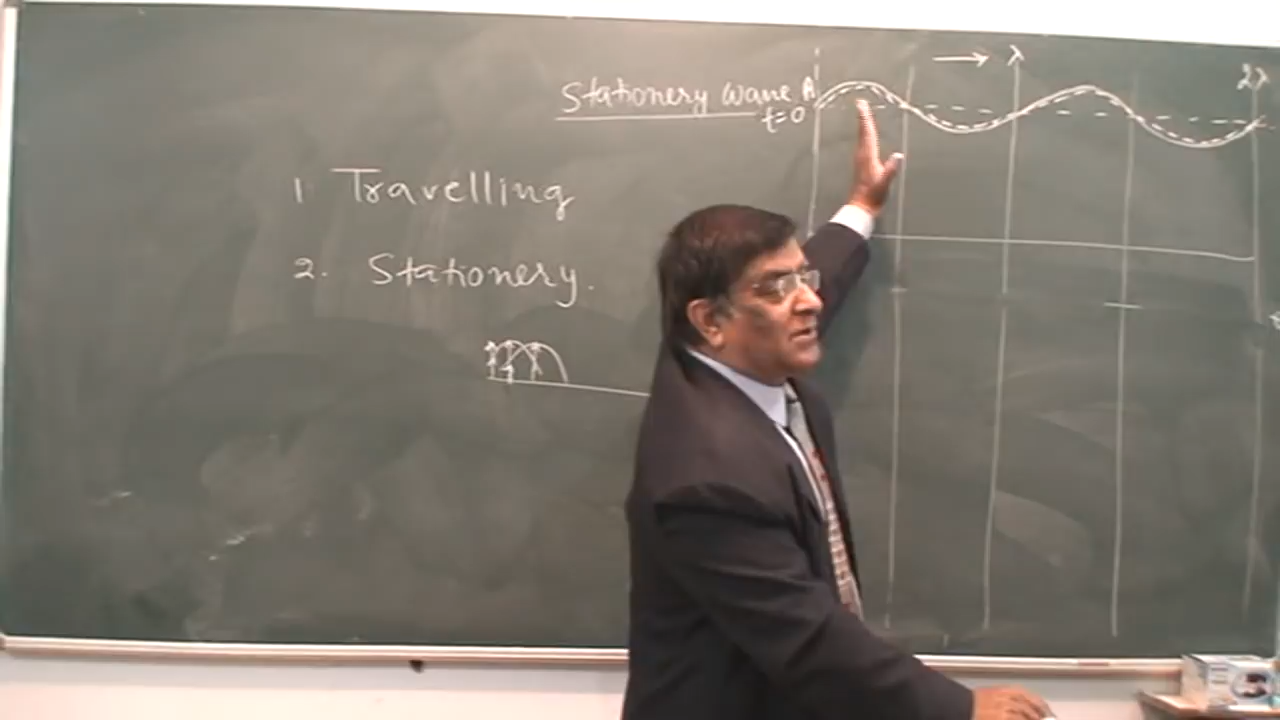 Stationery wave A
t=0
→ λ
2λ
1 Travelling
2. Stationery.